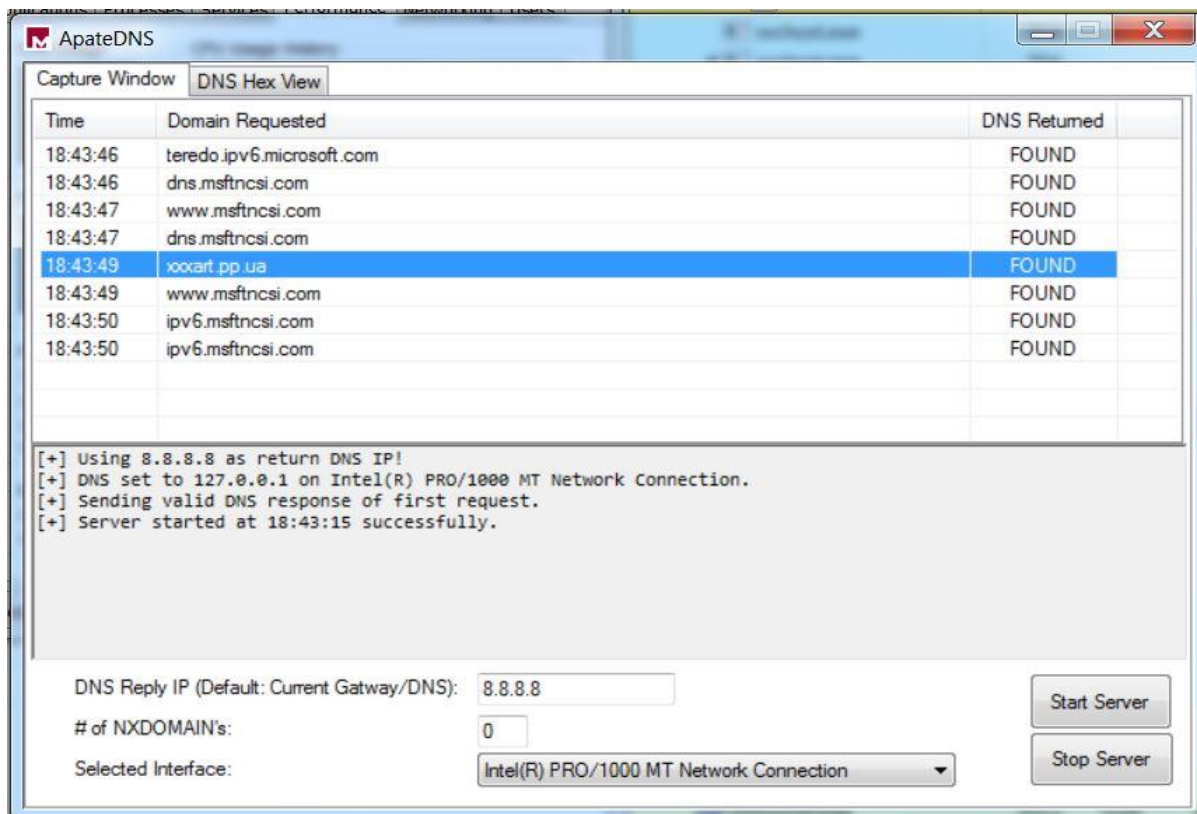 ApateDNS
Capture Window DNS Hex View
Time Domain Requested DNS Returned
18:43:46 teredo.ipv6.microsoft.com FOUND
18:43:46 dns.msftncsi.com FOUND
18:43:47 www.msftncsi.com FOUND
18:43:47 dns.msftncsi.com FOUND
18:43:49 xxxart.pp.ua FOUND
18:43:49 www.msftncsi.com FOUND
18:43:50 ipv6.msftncsi.com FOUND
18:43:50 ipv6.msftncsi.com FOUND
[+] Using 8.8.8.8 as return DNS IP!
[+] DNS set to 127.0.0.1 on Intel(R) PRO/1000 MT Network Connection.
[+] Sending valid DNS response of first request.
[+] Server started at 18:43:15 successfully.
DNS Reply IP (Default: Current Gatway/DNS): 8.8.8.8
Start Server
# of NXDOMAIN's: 0
Selected Interface: Intel(R) PRO/1000 MT Network Connection
Stop Server